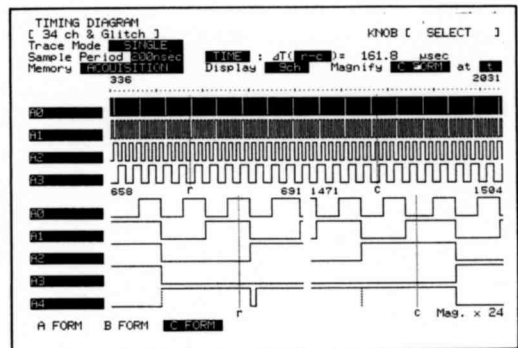 TIMING DIAGRAM
[ 34 ch & Glitch ] KNOB [ SELECT ]
Trace Mode SINGLE
Sample Period 200nsec TIME : ΔT( r-c )= 161.8 μsec
Memory ACQUISITION Display 9ch Magnify C FORM at t
336 2031
A0
A1
A2
A3
r c
658 691 1471 1504
A0
A1
A2
A3
A4
r c Mag. x 24
A FORM B FORM C FORM